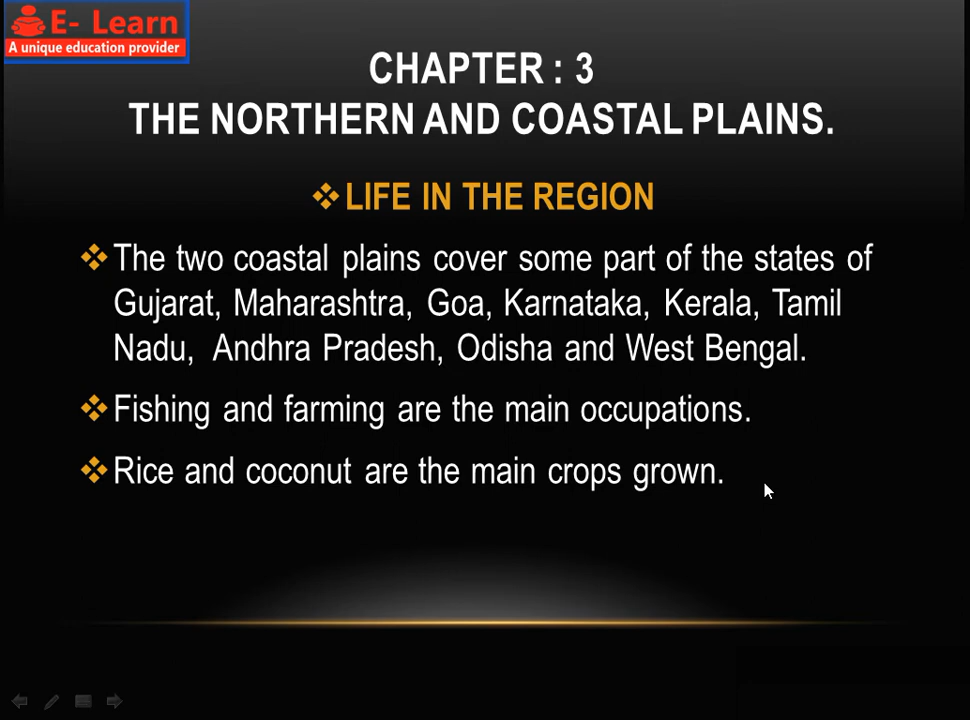 E- Learn
A unique education provider
CHAPTER : 3
THE NORTHERN AND COASTAL PLAINS.
❖LIFE IN THE REGION
❖The two coastal plains cover some part of the states of
Gujarat, Maharashtra, Goa, Karnataka, Kerala, Tamil
Nadu, Andhra Pradesh, Odisha and West Bengal.
❖Fishing and farming are the main occupations.
❖Rice and coconut are the main crops grown.